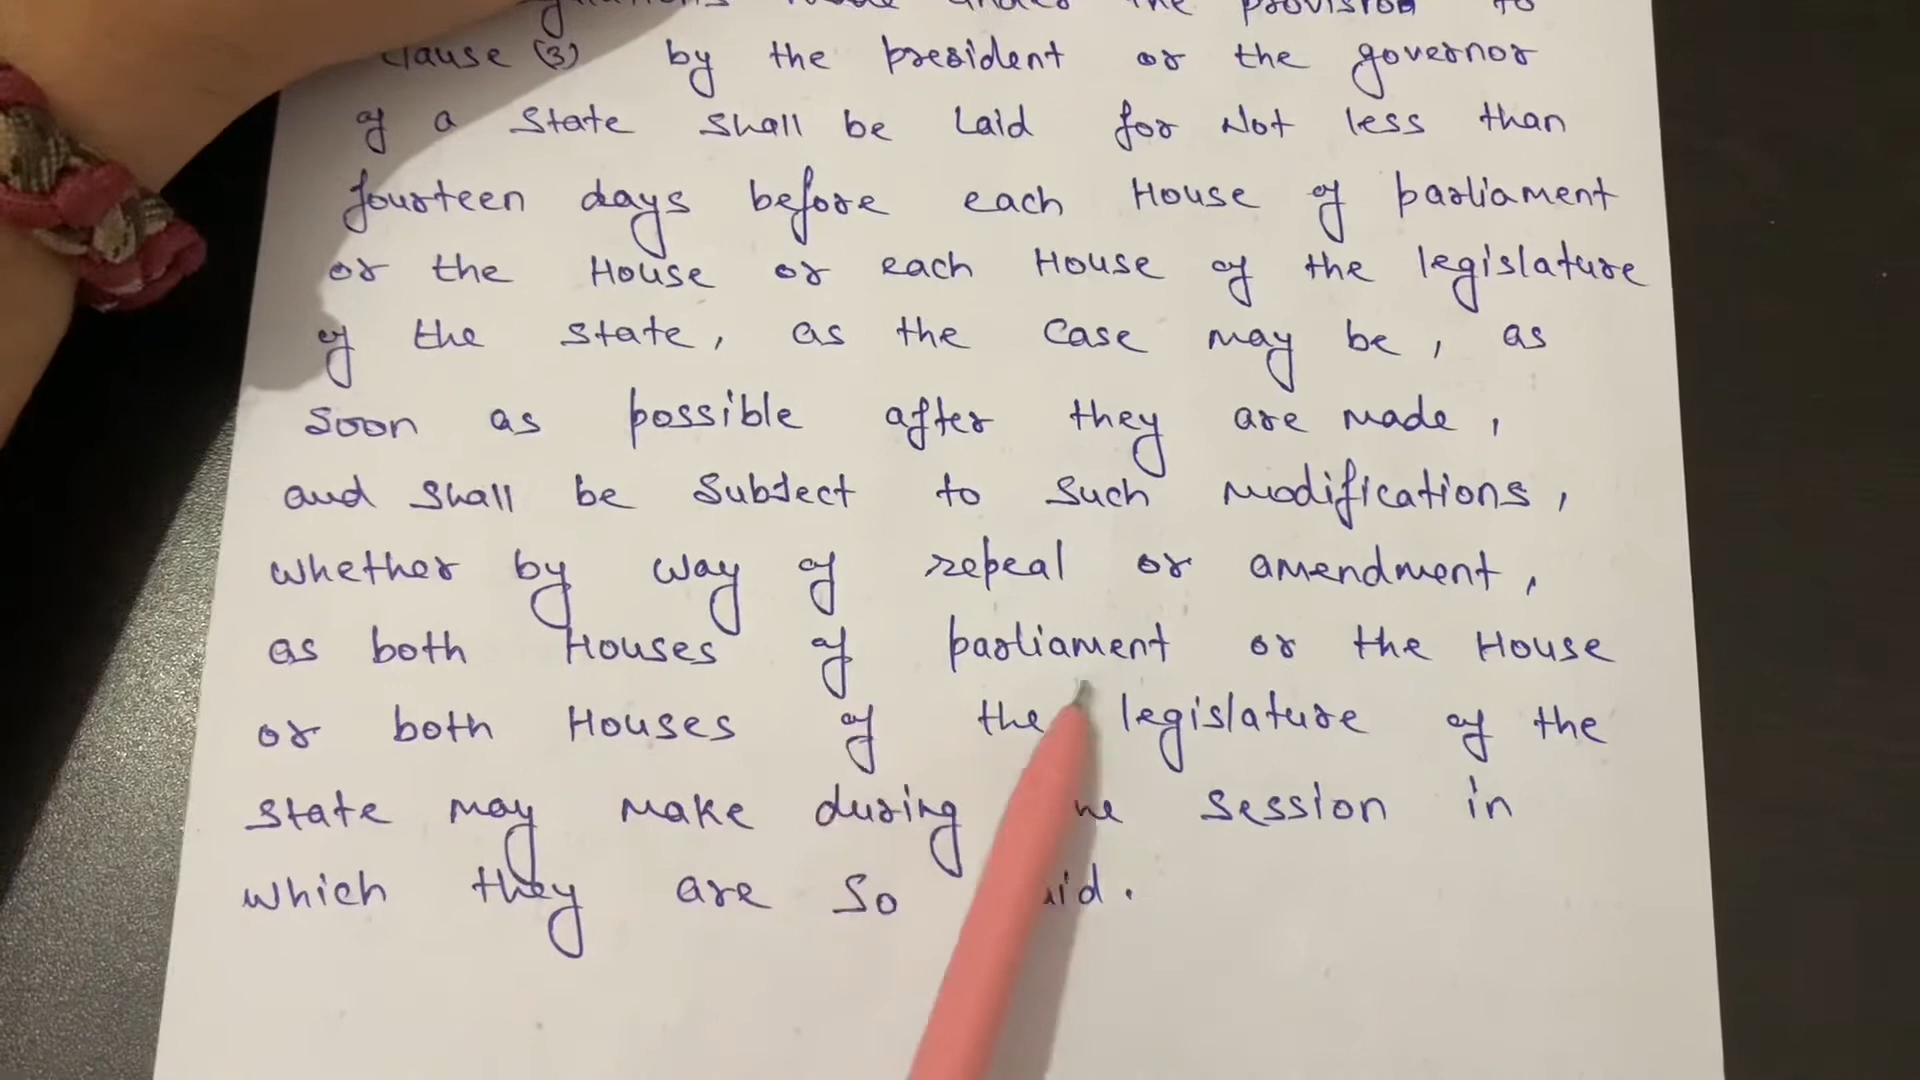 the provision to
clause (3) by the president or the governor
of a state shall be Laid for Not less than
fourteen days before each House of parliament
or the House or each House of the legislature
of the state, as the case may be, as
soon as possible after they are made,
and shall be Subject to such modifications,
whether by way of repeal or amendment,
as both Houses of parliament or the House
or both Houses of the legislature of the
state may make during session in
which they are so